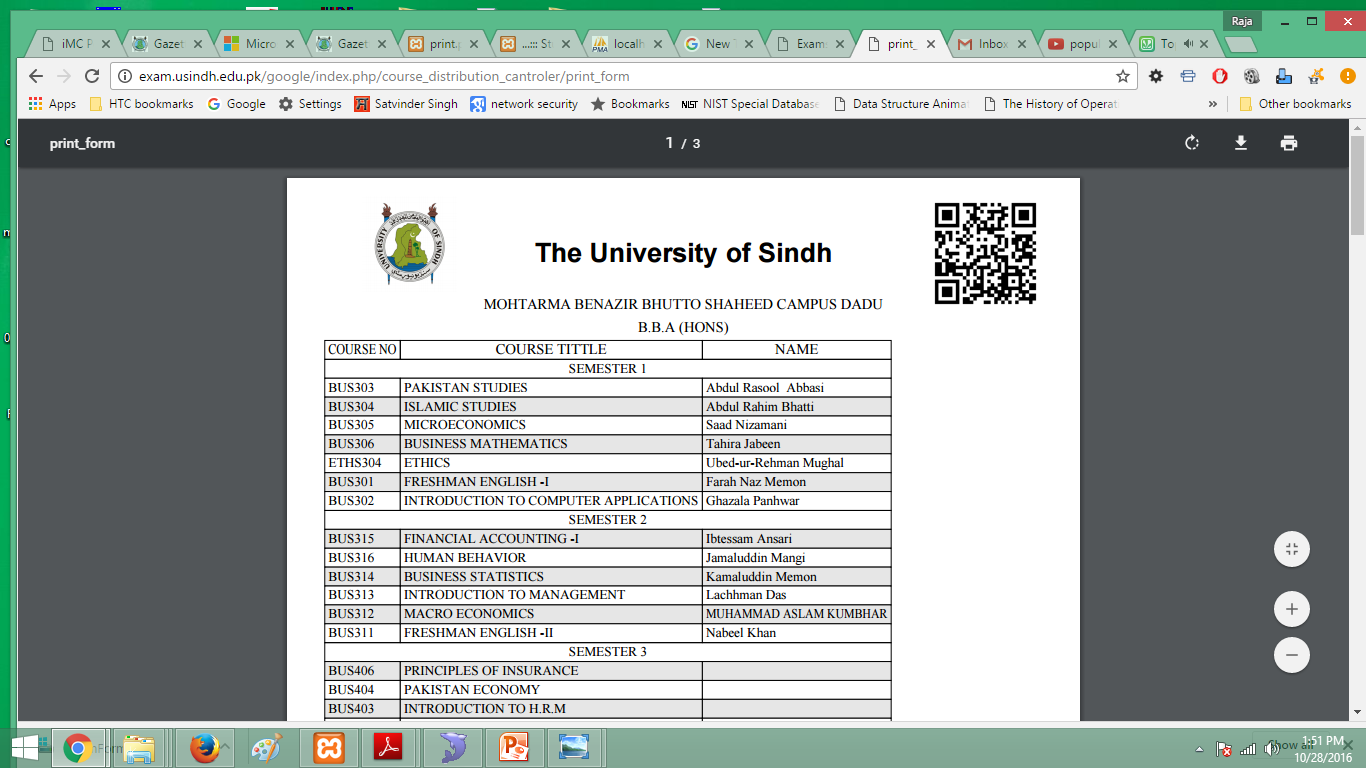 Raja
iMC P
Gazet
Micro
Gazet
print.p
...::: St
localh
New T
Exam
print_
Inbox
popul
To
exam.usindh.edu.pk/google/index.php/course_distribution_cantroler/print_form
Apps HTC bookmarks Google Settings Satvinder Singh network security Bookmarks NIST NIST Special Database Data Structure Animat The History of Operat » Other bookmarks
print_form 1 / 3
UNIVERSITY OF SINDH
The University of Sindh
MOHTARMA BENAZIR BHUTTO SHAHEED CAMPUS DADU
B.B.A (HONS)
COURSE NO COURSE TITTLE NAME
SEMESTER 1
BUS303 PAKISTAN STUDIES Abdul Rasool Abbasi
BUS304 ISLAMIC STUDIES Abdul Rahim Bhatti
BUS305 MICROECONOMICS Saad Nizamani
BUS306 BUSINESS MATHEMATICS Tahira Jabeen
ETHS304 ETHICS Ubed-ur-Rehman Mughal
BUS301 FRESHMAN ENGLISH -I Farah Naz Memon
BUS302 INTRODUCTION TO COMPUTER APPLICATIONS Ghazala Panhwar
SEMESTER 2
BUS315 FINANCIAL ACCOUNTING -I Ibtessam Ansari
BUS316 HUMAN BEHAVIOR Jamaluddin Mangi
BUS314 BUSINESS STATISTICS Kamaluddin Memon
BUS313 INTRODUCTION TO MANAGEMENT Lachhman Das
BUS312 MACRO ECONOMICS MUHAMMAD ASLAM KUMBHAR
BUS311 FRESHMAN ENGLISH -II Nabeel Khan
SEMESTER 3
BUS406 PRINCIPLES OF INSURANCE
BUS404 PAKISTAN ECONOMY
BUS403 INTRODUCTION TO H.R.M
Show all
1:51 PM
10/28/2016